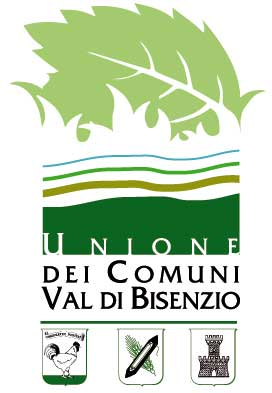 UNIONE
DEI COMUNI
VAL DI BISENZIO